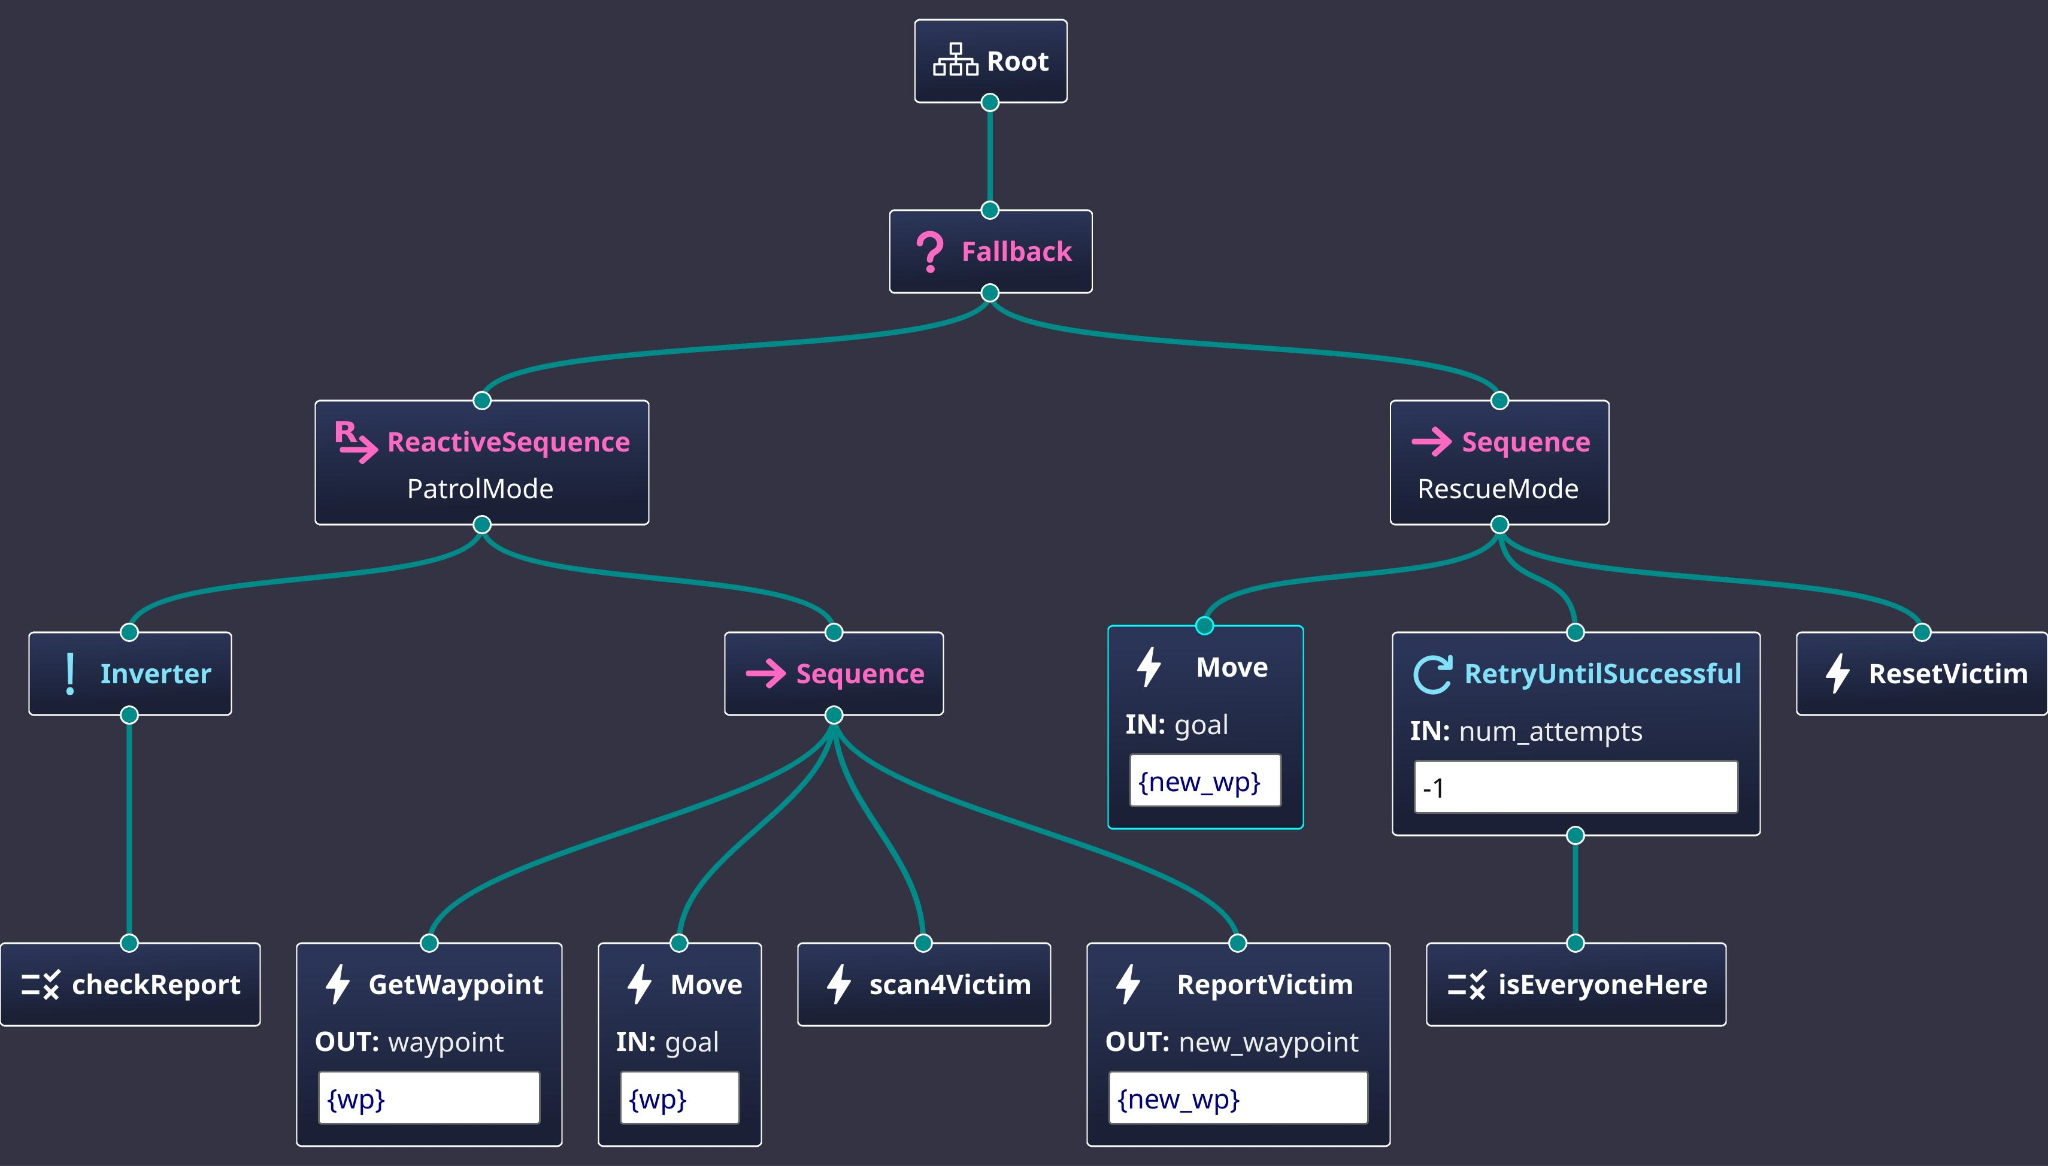 Root
Fallback
R ReactiveSequence
PatrolMode
Sequence
RescueMode
Inverter
Sequence
Move
IN: goal
{new_wp}
RetryUntilSuccessful
IN: num_attempts
-1
ResetVictim
checkReport
GetWaypoint
OUT: waypoint
{wp}
Move
IN: goal
{wp}
scan4Victim
ReportVictim
OUT: new_waypoint
{new_wp}
isEveryoneHere